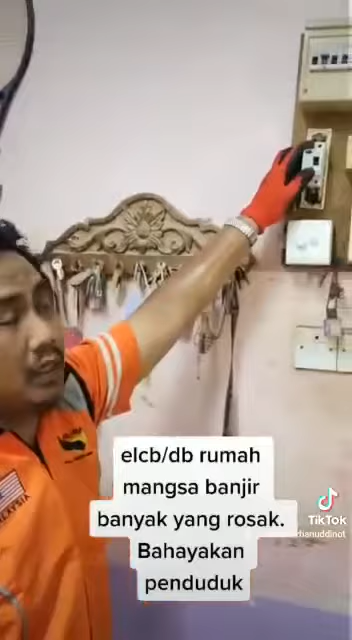 elcb/db rumah
mangsa banjir
banyak yang rosak.
Bahayakan
penduduk
TikTok